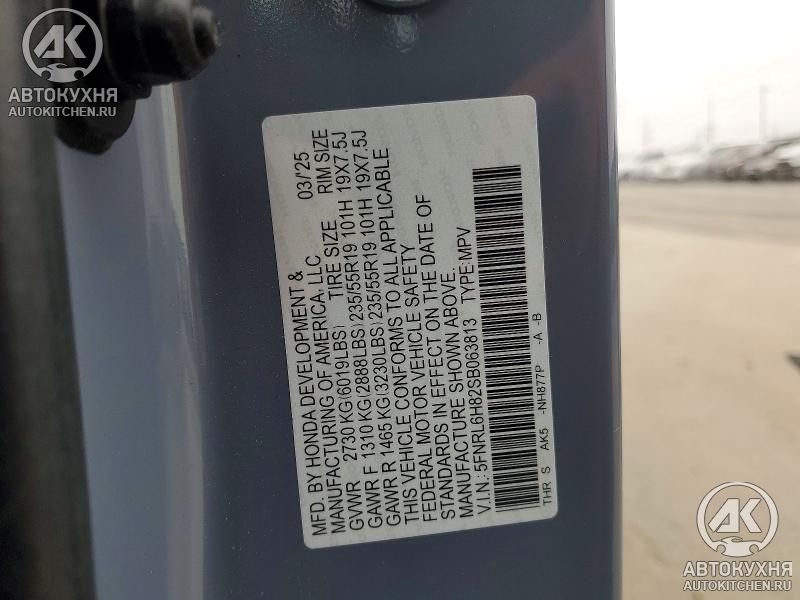 AK
АВТОКУХНЯ
AUTOKITCHEN.RU
MFD. BY HONDA DEVELOPMENT & 03/'25
MANUFACTURING OF AMERICA, LLC
TIRE SIZE RIM SIZE
GVWR 2730 KG(6019LBS)
GAWR F 1310 KG(2888LBS)235/55R19 101H 19X7.5J
GAWR R 1465 KG(3230LBS)235/55R19 101H 19X7.5J
THIS VEHICLE CONFORMS TO ALL APPLICABLE
FEDERAL MOTOR VEHICLE SAFETY
STANDARDS IN EFFECT ON THE DATE OF
MANUFACTURE SHOWN ABOVE.
V.I.N.:5FNRL6H82SB063813 TYPE:MPV
THR S AK5 -NH877P -A -B
AK
АВТОКУХНЯ
AUTOKITCHEN.RU